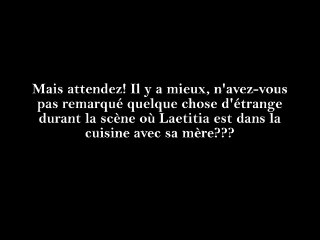 Mais attendez! Il y a mieux, n'avez-vous
pas remarqué quelque chose d'étrange
durant la scène où Laetitia est dans la
cuisine avec sa mère???